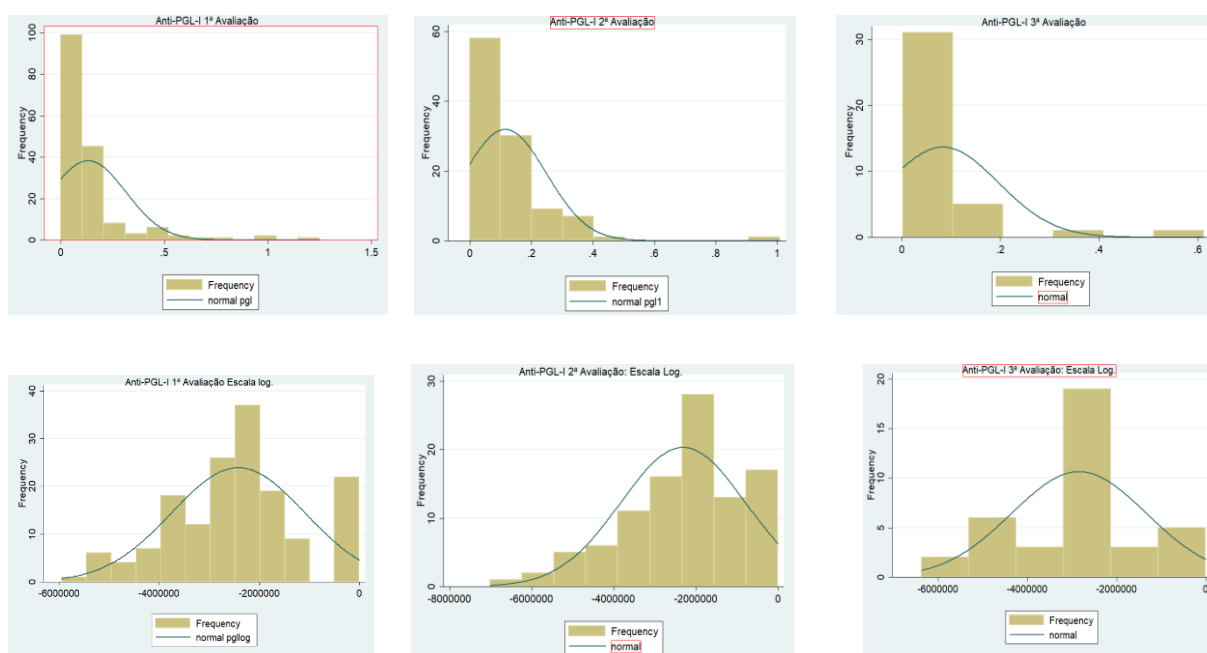 Anti-PGL-I 1ª Avaliação
100
80
60
40
20
0
Frequency
0 .5 1 1.5
Frequency
normal pgl
Anti-PGL-I 2ª Avaliação
60
40
20
0
Frequency
0 .2 .4 .6 .8 1
Frequency
normal pgl1
Anti-PGL-I 3ª Avaliação
30
20
10
0
Frequency
0 .2 .4 .6
Frequency
normal
Anti-PGL-I 1ª Avaliação Escala log.
40
30
20
10
0
Frequency
-6000000 -4000000 -2000000 0
Frequency
normal pgllog
Anti-PGL-I 2ª Avaliação: Escala Log.
30
20
10
0
Frequency
-8000000 -6000000 -4000000 -2000000 0
Frequency
normal
Anti-PGL-I 3ª Avaliação: Escala Log.
20
15
10
5
0
Frequency
-6000000 -4000000 -2000000 0
Frequency
normal